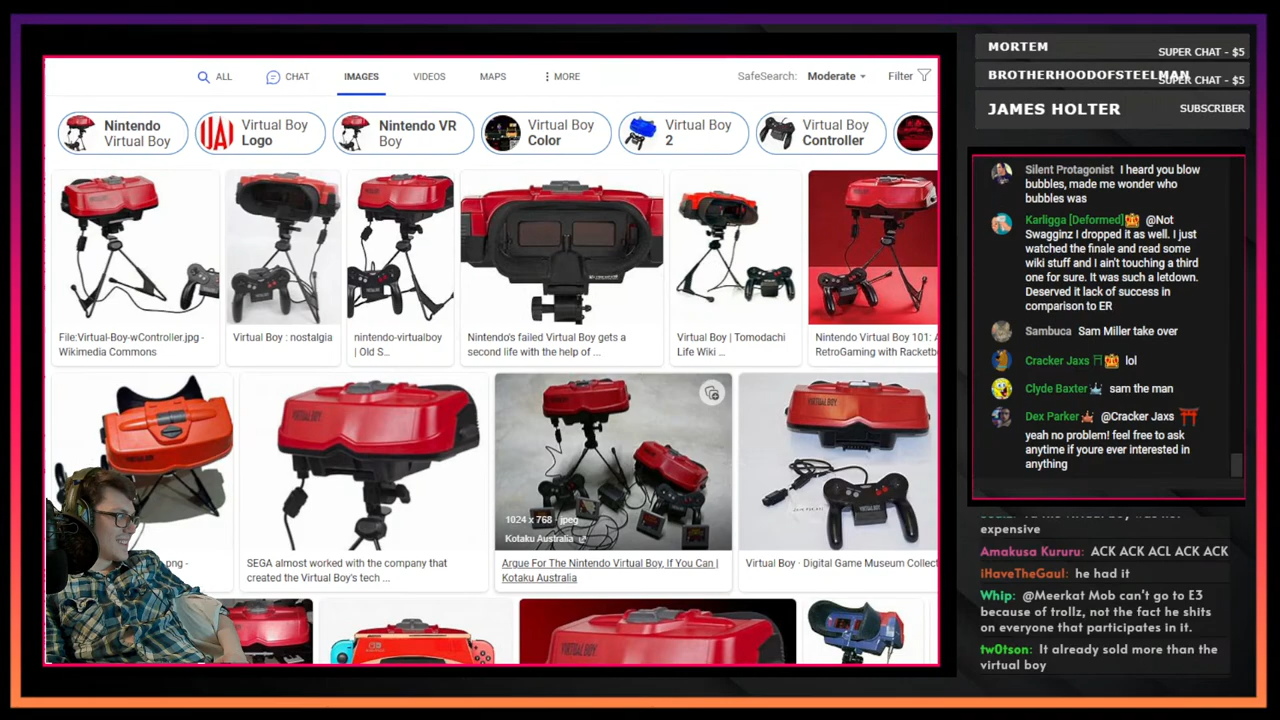 ALL
CHAT
IMAGES
VIDEOS
MAPS
MORE
SafeSearch: Moderate
Filter
Nintendo
Virtual Boy
Virtual Boy
Logo
Nintendo VR
Boy
Virtual Boy
Color
Virtual Boy
2
Virtual Boy
Controller
File:Virtual-Boy-wController.jpg -
Wikimedia Commons
Virtual Boy : nostalgia
nintendo-virtualboy
| Old S...
Nintendo's failed Virtual Boy gets a
second life with the help of ...
Virtual Boy | Tomodachi
Life Wiki ...
Nintendo Virtual Boy 101: A
RetroGaming with Racketb
VIRTUAL BOY
png -
SEGA almost worked with the company that
created the Virtual Boy's tech ...
1024 x 768 · jpeg
Kotaku Australia
Argue For The Nintendo Virtual Boy, If You Can |
Kotaku Australia
Virtual Boy · Digital Game Museum Collect
MORTEM
SUPER CHAT - $5
BROTHERHOODOFSTEELMAN
SUPER CHAT - $5
JAMES HOLTER
SUBSCRIBER
Silent Protagonist I heard you blow
bubbles, made me wonder who
bubbles was
Karligga [Deformed] @Not
Swagginz I dropped it as well. I just
watched the finale and read some
wiki stuff and I ain't touching a third
one for sure. It was such a letdown.
Deserved it lack of success in
comparison to ER
Sambuca Sam Miller take over
Cracker Jaxs lol
Clyde Baxter sam the man
Dex Parker @Cracker Jaxs
yeah no problem! feel free to ask
anytime if youre ever interested in
anything
expensive
Amakusa Kururu: ACK ACK ACL ACK ACK
iHaveTheGaul: he had it
Whip: @Meerkat Mob can't go to E3
because of trollz, not the fact he shits
on everyone that participates in it.
tw0tson: It already sold more than the
virtual boy